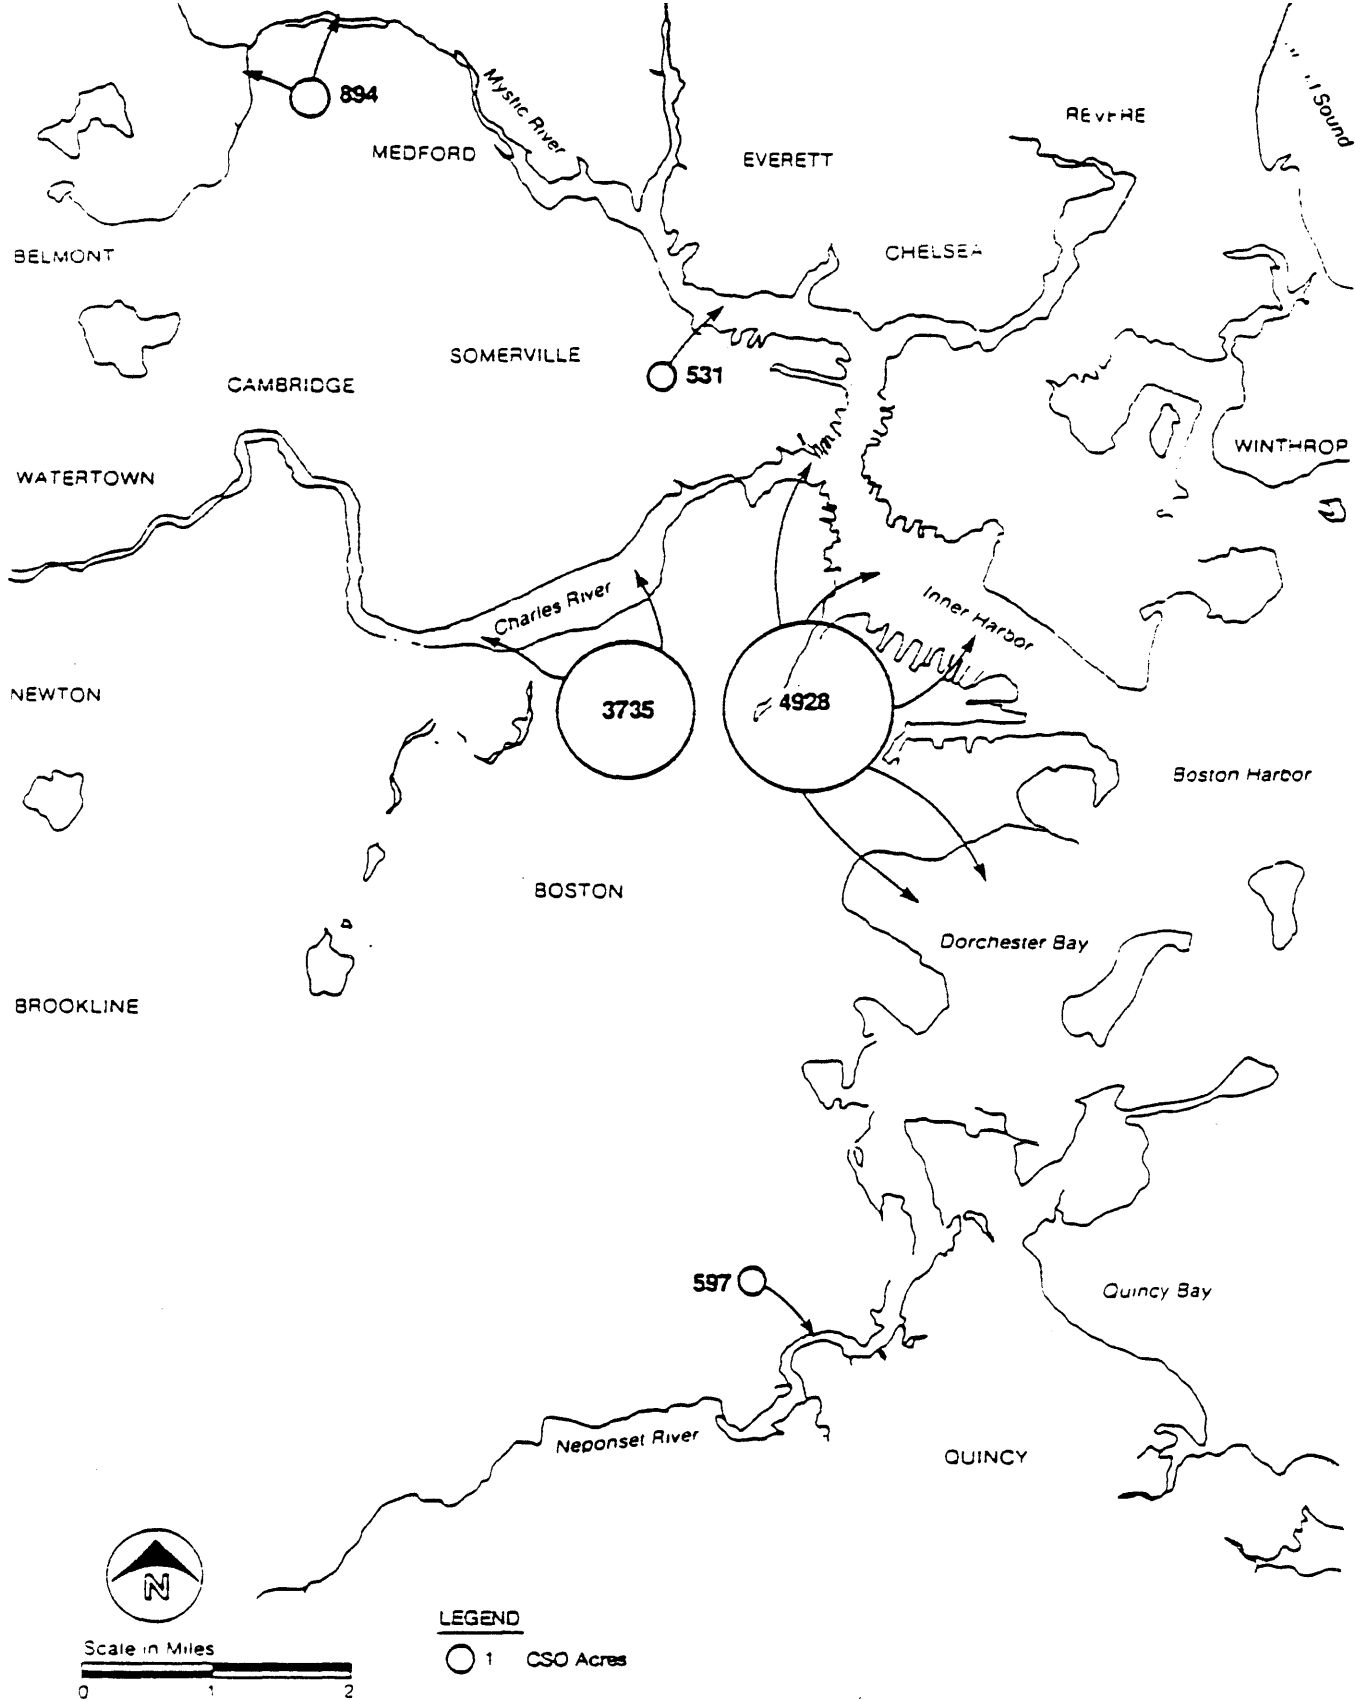 894
Mystic River
REVERE
Sound
MEDFORD
EVERETT
BELMONT
CHELSEA
SOMERVILLE
531
CAMBRIDGE
WINTHROP
WATERTOWN
Charles River
Inner Harbor
NEWTON
3735
4928
Boston Harbor
BOSTON
Dorchester Bay
BROOKLINE
597
Quincy Bay
Neponset River
QUINCY
N
LEGEND
Scale in Miles
1 CSO Acres
0 1 2